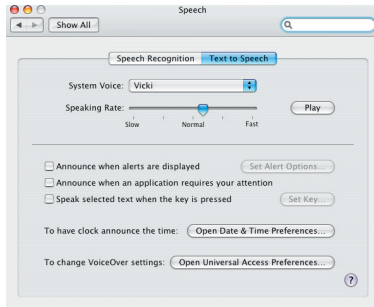 Speech
Show All
Speech Recognition Text to Speech
System Voice: Vicki
Speaking Rate: Play
Slow Normal Fast
Announce when alerts are displayed Set Alert Options...
Announce when an application requires your attention
Speak selected text when the key is pressed Set Key...
To have clock announce the time: Open Date & Time Preferences...
To change VoiceOver settings: Open Universal Access Preferences...
?